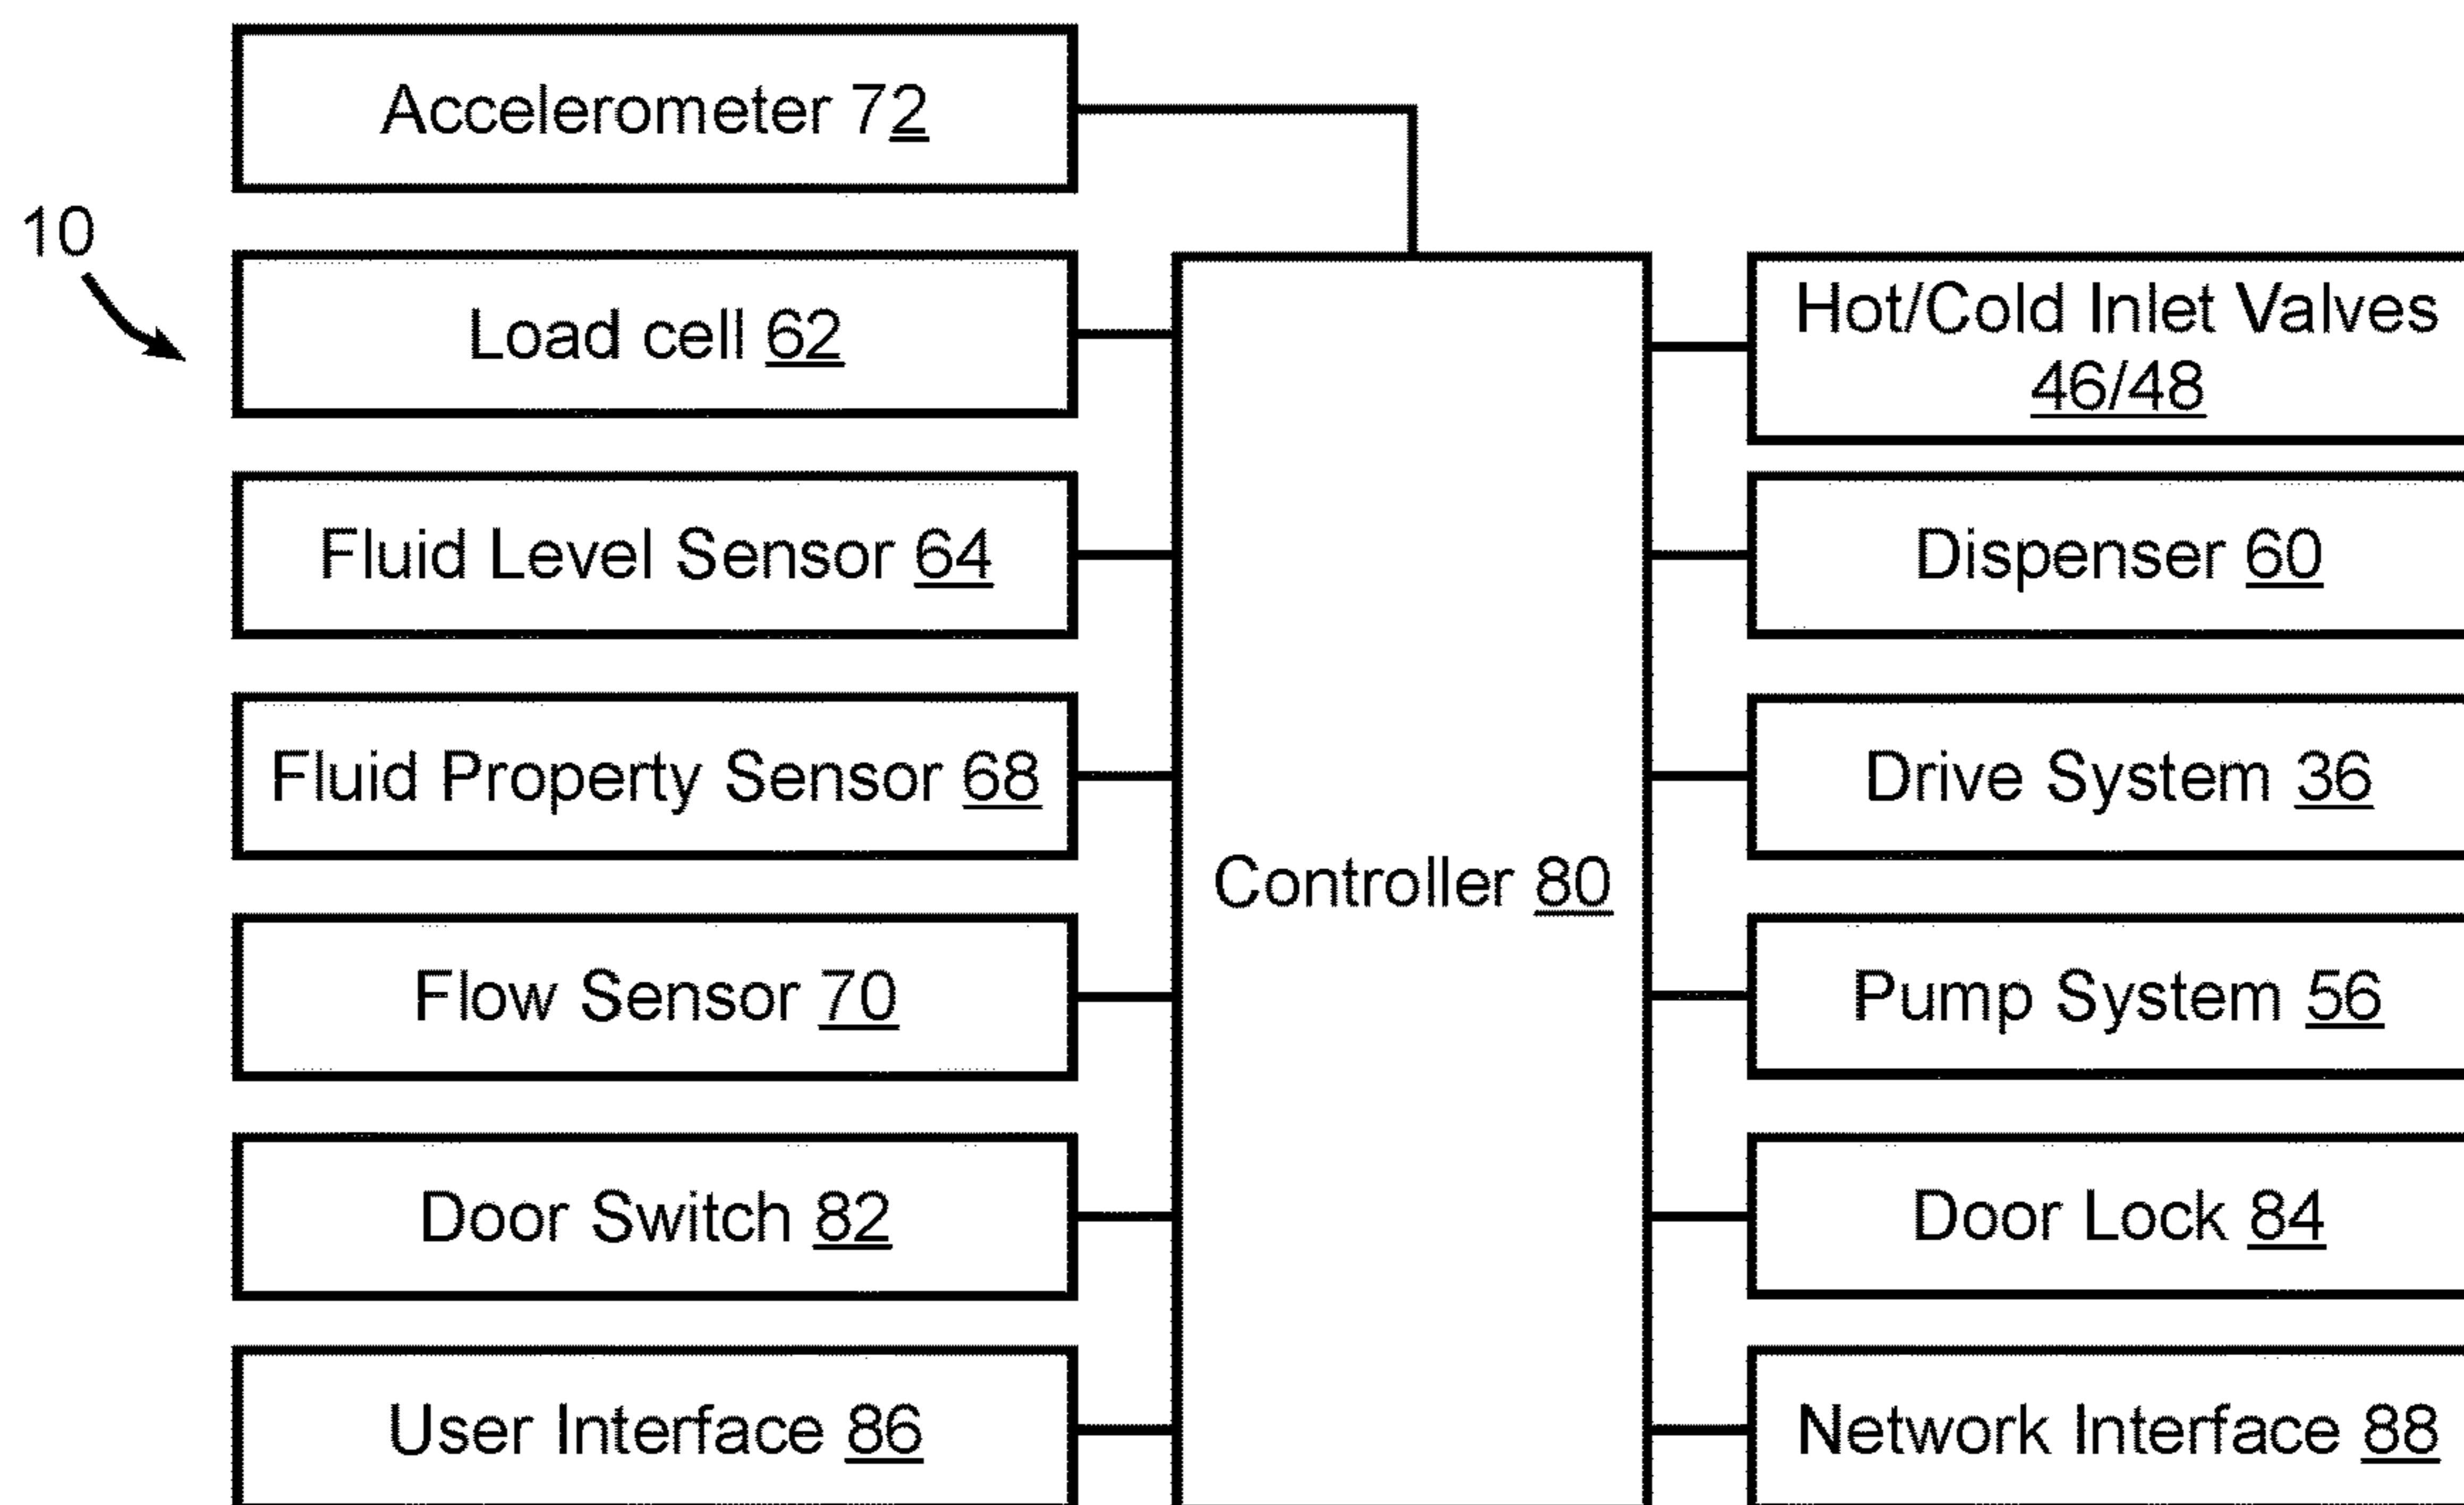 Accelerometer 72
10
Load cell 62
Hot/Cold Inlet Valves
46/48
Fluid Level Sensor 64
Dispenser 60
Fluid Property Sensor 68
Drive System 36
Controller 80
Flow Sensor 70
Pump System 56
Door Switch 82
Door Lock 84
User Interface 86
Network Interface 88